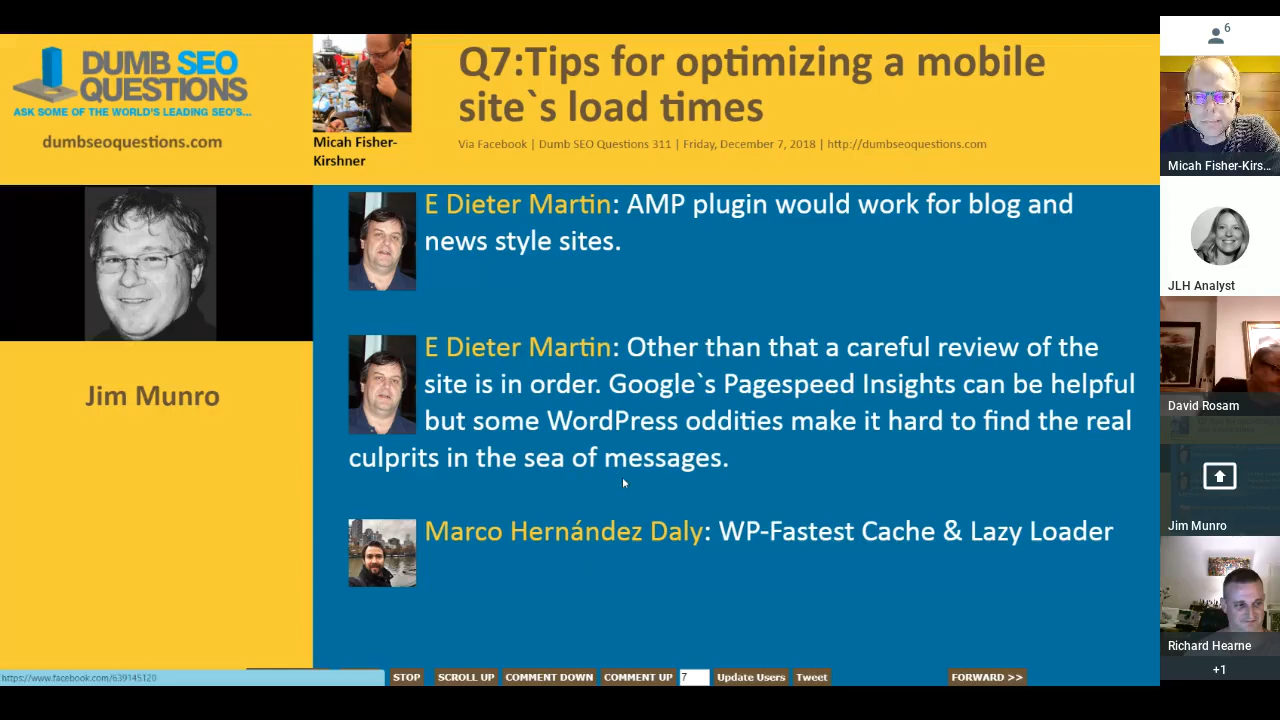 DUMB SEO
QUESTIONS
ASK SOME OF THE WORLD'S LEADING SEO'S...
dumbseoquestions.com
Micah Fisher-
Kirshner
Q7:Tips for optimizing a mobile
site`s load times
Via Facebook | Dumb SEO Questions 311 | Friday, December 7, 2018 | http://dumbseoquestions.com
Jim Munro
E Dieter Martin: AMP plugin would work for blog and
news style sites.
E Dieter Martin: Other than that a careful review of the
site is in order. Google`s Pagespeed Insights can be helpful
but some WordPress oddities make it hard to find the real
culprits in the sea of messages.
Marco Hernández Daly: WP-Fastest Cache & Lazy Loader
https://www.facebook.com/639145120
STOP
SCROLL UP
COMMENT DOWN
COMMENT UP
7
Update Users
Tweet
FORWARD >>
6
Micah Fisher-Kirs...
JLH Analyst
David Rosam
Jim Munro
Richard Hearne
+1